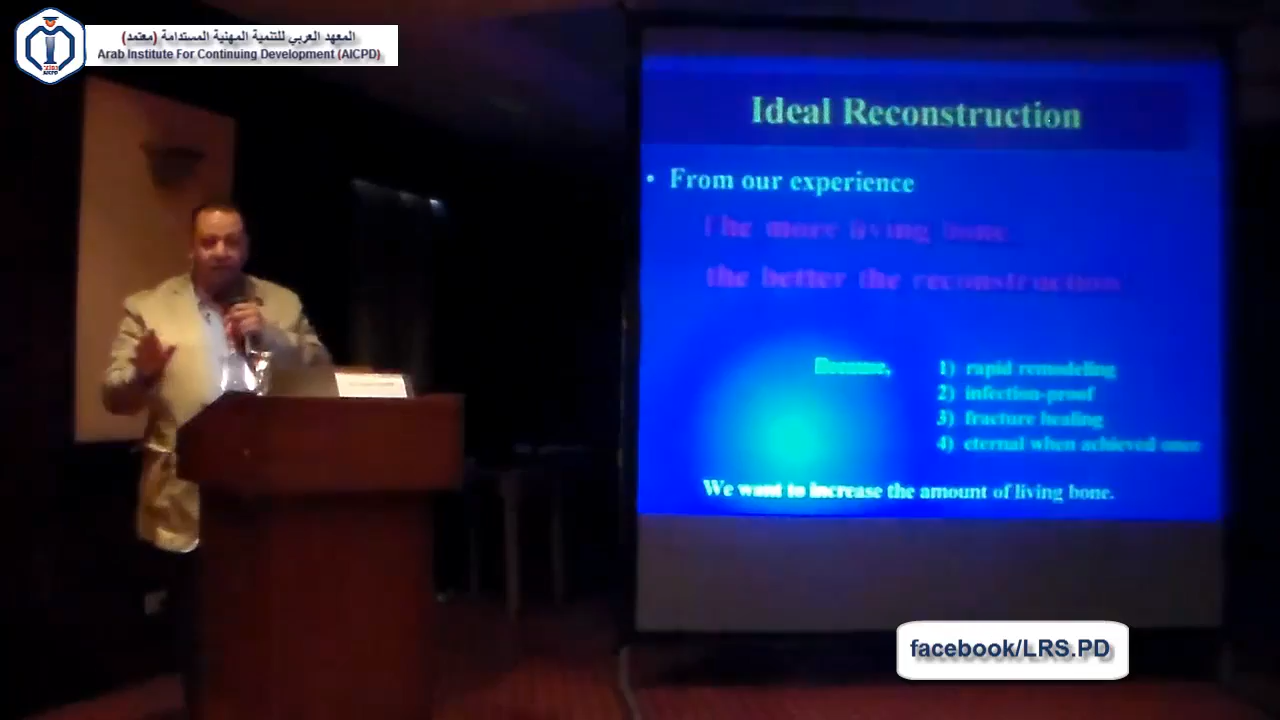 المعهد العربي للتنمية المهنية المستدامة (معتمد)
Arab Institute For Continuing Development (AICPD)
AICPD
Ideal Reconstruction
• From our experience
The more living bone
the better the reconstruction
Because,
1) rapid remodeling
2) infection-proof
3) fracture healing
4) eternal when achieved once
We want to increase the amount of living bone.
facebook/LRS.PD